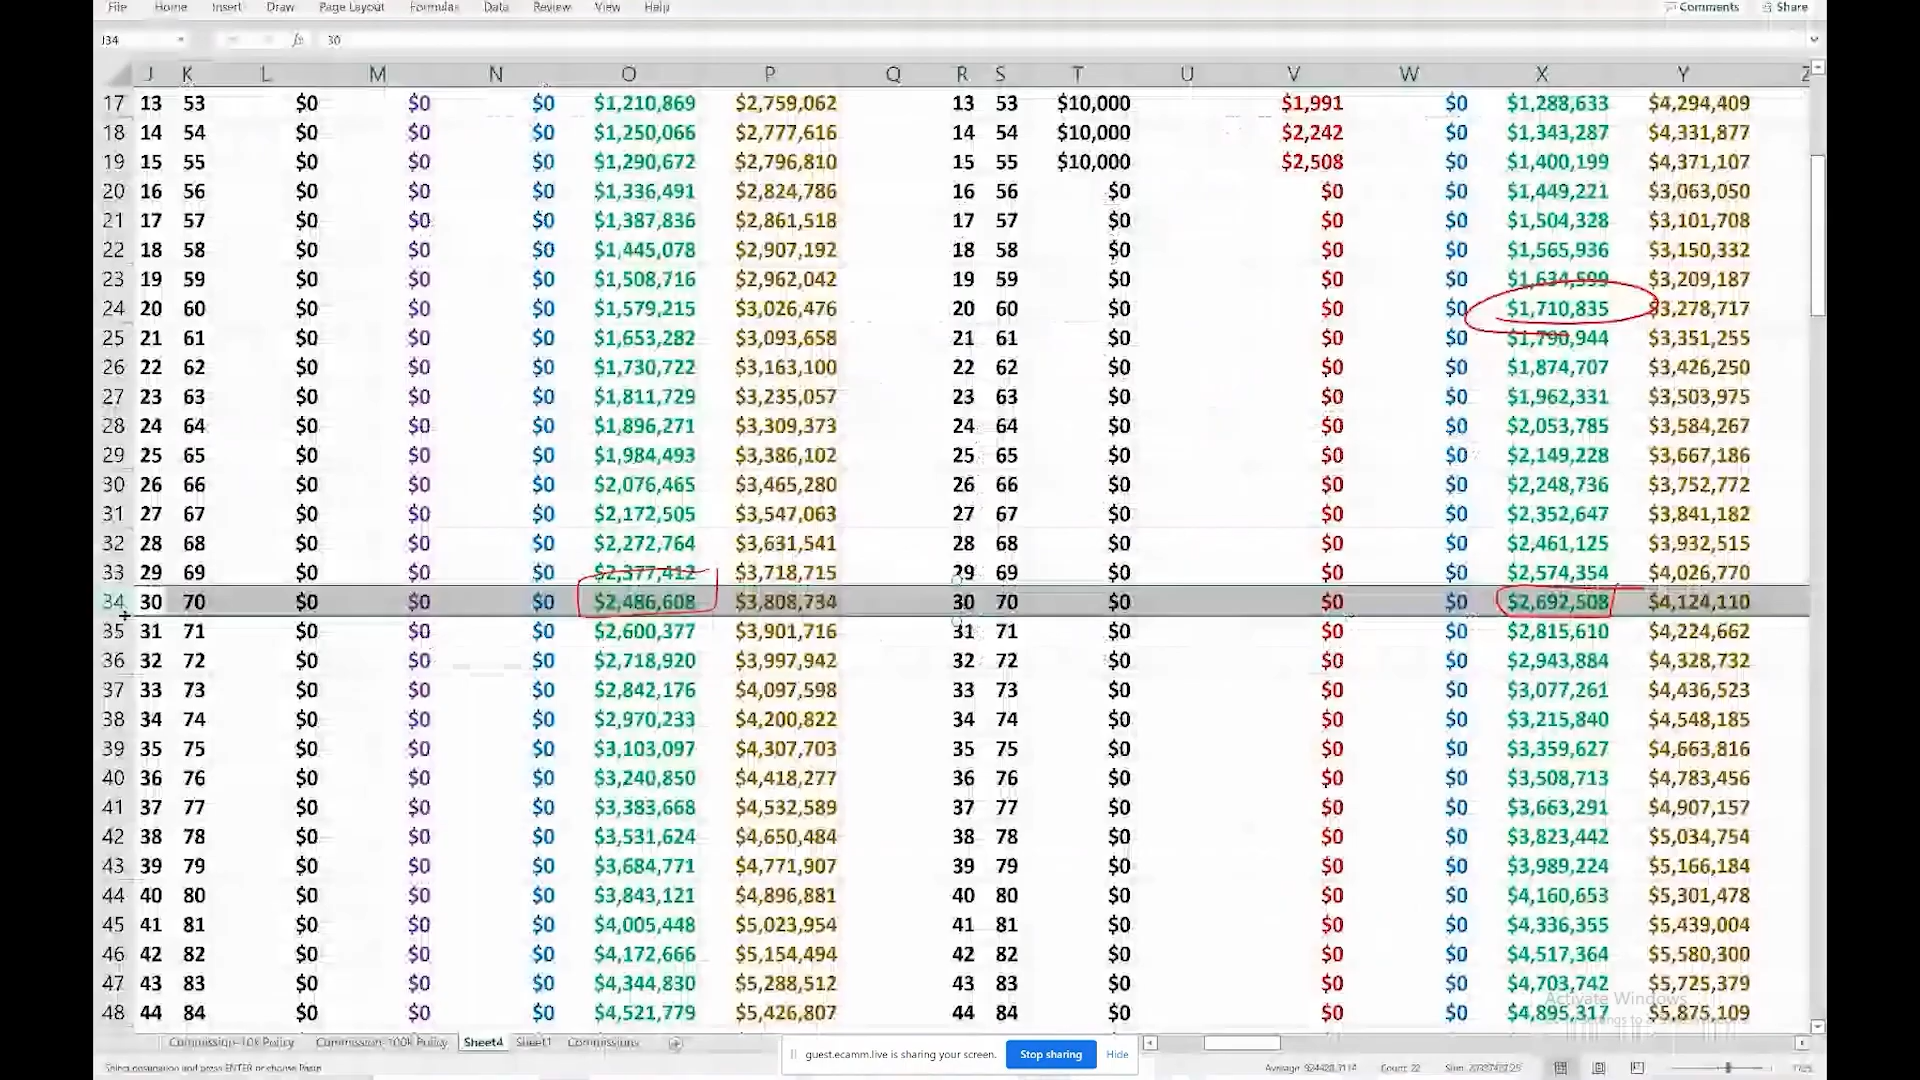 File Home Insert Draw Page Layout Formulas Data Review View Help Comments Share
J34 fx 30
J K L M N O P Q R S T U V W X Y Z
17 13 53 $0 $0 $0 $1,210,869 $2,759,062 13 53 $10,000 $1,991 $0 $1,288,633 $4,294,409
18 14 54 $0 $0 $0 $1,250,066 $2,777,616 14 54 $10,000 $2,242 $0 $1,343,287 $4,331,877
19 15 55 $0 $0 $0 $1,290,672 $2,796,810 15 55 $10,000 $2,508 $0 $1,400,199 $4,371,107
20 16 56 $0 $0 $0 $1,336,491 $2,824,786 16 56 $0 $0 $0 $1,449,221 $3,063,050
21 17 57 $0 $0 $0 $1,387,836 $2,861,518 17 57 $0 $0 $0 $1,504,328 $3,101,708
22 18 58 $0 $0 $0 $1,445,078 $2,907,192 18 58 $0 $0 $0 $1,565,936 $3,150,332
23 19 59 $0 $0 $0 $1,508,716 $2,962,042 19 59 $0 $0 $0 $1,634,599 $3,209,187
24 20 60 $0 $0 $0 $1,579,215 $3,026,476 20 60 $0 $0 $0 $1,710,835 $3,278,717
25 21 61 $0 $0 $0 $1,653,282 $3,093,658 21 61 $0 $0 $0 $1,790,944 $3,351,255
26 22 62 $0 $0 $0 $1,730,722 $3,163,100 22 62 $0 $0 $0 $1,874,707 $3,426,250
27 23 63 $0 $0 $0 $1,811,729 $3,235,057 23 63 $0 $0 $0 $1,962,331 $3,503,975
28 24 64 $0 $0 $0 $1,896,271 $3,309,373 24 64 $0 $0 $0 $2,053,785 $3,584,267
29 25 65 $0 $0 $0 $1,984,493 $3,386,102 25 65 $0 $0 $0 $2,149,228 $3,667,186
30 26 66 $0 $0 $0 $2,076,465 $3,465,280 26 66 $0 $0 $0 $2,248,736 $3,752,772
31 27 67 $0 $0 $0 $2,172,505 $3,547,063 27 67 $0 $0 $0 $2,352,647 $3,841,182
32 28 68 $0 $0 $0 $2,272,764 $3,631,541 28 68 $0 $0 $0 $2,461,125 $3,932,515
33 29 69 $0 $0 $0 $2,377,412 $3,718,715 29 69 $0 $0 $0 $2,574,354 $4,026,770
34 30 70 $0 $0 $0 $2,486,608 $3,808,734 30 70 $0 $0 $0 $2,692,508 $4,124,110
35 31 71 $0 $0 $0 $2,600,377 $3,901,716 31 71 $0 $0 $0 $2,815,610 $4,224,662
36 32 72 $0 $0 $0 $2,718,920 $3,997,942 32 72 $0 $0 $0 $2,943,884 $4,328,732
37 33 73 $0 $0 $0 $2,842,176 $4,097,598 33 73 $0 $0 $0 $3,077,261 $4,436,523
38 34 74 $0 $0 $0 $2,970,233 $4,200,822 34 74 $0 $0 $0 $3,215,840 $4,548,185
39 35 75 $0 $0 $0 $3,103,097 $4,307,703 35 75 $0 $0 $0 $3,359,627 $4,663,816
40 36 76 $0 $0 $0 $3,240,850 $4,418,277 36 76 $0 $0 $0 $3,508,713 $4,783,456
41 37 77 $0 $0 $0 $3,383,668 $4,532,589 37 77 $0 $0 $0 $3,663,291 $4,907,157
42 38 78 $0 $0 $0 $3,531,624 $4,650,484 38 78 $0 $0 $0 $3,823,442 $5,034,754
43 39 79 $0 $0 $0 $3,684,771 $4,771,907 39 79 $0 $0 $0 $3,989,224 $5,166,184
44 40 80 $0 $0 $0 $3,843,121 $4,896,881 40 80 $0 $0 $0 $4,160,653 $5,301,478
45 41 81 $0 $0 $0 $4,005,448 $5,023,954 41 81 $0 $0 $0 $4,336,355 $5,439,004
46 42 82 $0 $0 $0 $4,172,666 $5,154,494 42 82 $0 $0 $0 $4,517,364 $5,580,300
47 43 83 $0 $0 $0 $4,344,830 $5,288,512 43 83 $0 $0 $0 $4,703,742 $5,725,379
Activate Windows
48 44 84 $0 $0 $0 $4,521,779 $5,426,807 44 84 $0 $0 $0 $4,895,317 $5,875,109
Commission-10k Policy Commission-100k Policy Sheet4 Sheet1 Commissions
guest.ecamm.live is sharing your screen. Stop sharing Hide
Select destination and press ENTER or choose Paste Count: 22